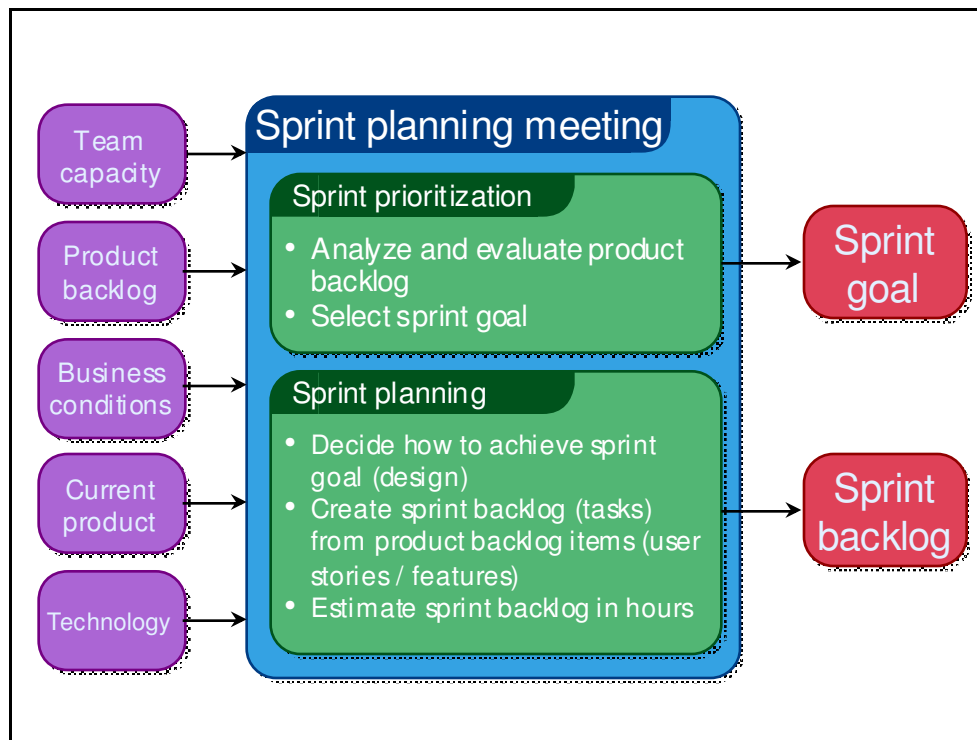 Team
capacity
Product
backlog
Business
conditions
Current
product
Technology
Sprint planning meeting
Sprint prioritization
• Analyze and evaluate product
backlog
• Select sprint goal
Sprint planning
• Decide how to achieve sprint
goal (design)
• Create sprint backlog (tasks)
from product backlog items (user
stories / features)
• Estimate sprint backlog in hours
Sprint
goal
Sprint
backlog